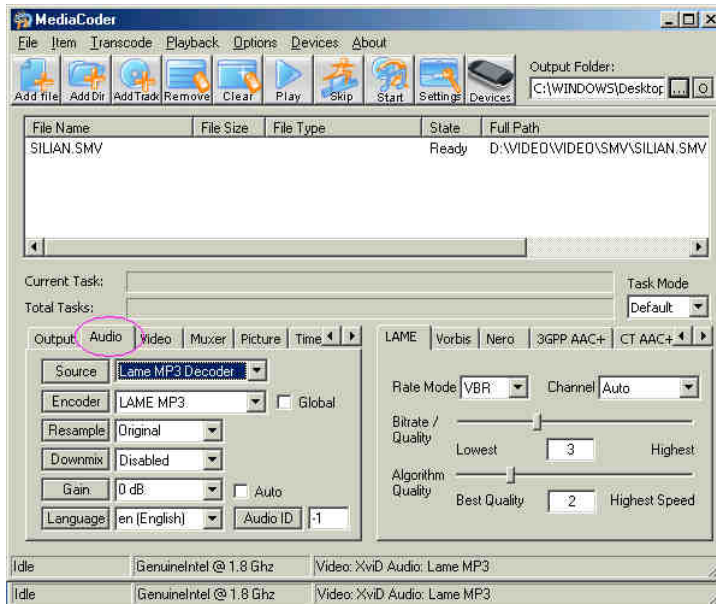 MediaCoder
File Item Transcode Playback Options Devices About
Add file Add Dir Add Track Remove Clear Play Skip Start Settings Devices
Output Folder:
C:\WINDOWS\Desktop ... O
File Name File Size File Type State Full Path
SILIAN.SMV Ready D:\VIDEO\VIDEO\SMV\SILIAN.SMV
Current Task:
Task Mode
Total Tasks:
Default
Output Audio Video Muxer Picture Time
LAME Vorbis Nero 3GPP AAC+ CT AAC+
Source Lame MP3 Decoder
Encoder LAME MP3 Global
Resample Original
Downmix Disabled
Gain 0 dB Auto
Language en (English) Audio ID -1
Rate Mode VBR Channel Auto
Bitrate /
Quality
Lowest 3 Highest
Algorithm
Quality
Best Quality 2 Highest Speed
Idle GenuineIntel @ 1.8 Ghz Video: XviD Audio: Lame MP3
Idle GenuineIntel @ 1.8 Ghz Video: XviD Audio: Lame MP3